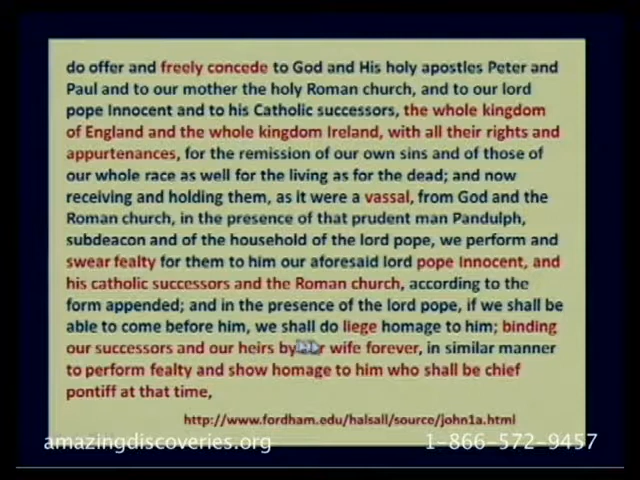 do offer and freely concede to God and His holy apostles Peter and
Paul and to our mother the holy Roman church, and to our lord
pope Innocent and to his Catholic successors, the whole kingdom
of England and the whole kingdom Ireland, with all their rights and
appurtenances, for the remission of our own sins and of those of
our whole race as well for the living as for the dead; and now
receiving and holding them, as it were a vassal, from God and the
Roman church, in the presence of that prudent man Pandulph,
subdeacon and of the household of the lord pope, we perform and
swear fealty for them to him our aforesaid lord pope Innocent, and
his catholic successors and the Roman church, according to the
form appended; and in the presence of the lord pope, if we shall be
able to come before him, we shall do liege homage to him; binding
our successors and our heirs by wife forever, in similar manner
to perform fealty and show homage to him who shall be chief
pontiff at that time,
http://www.fordham.edu/halsall/source/john1a.html
amazingdiscoveries.org 1-866-572-9457